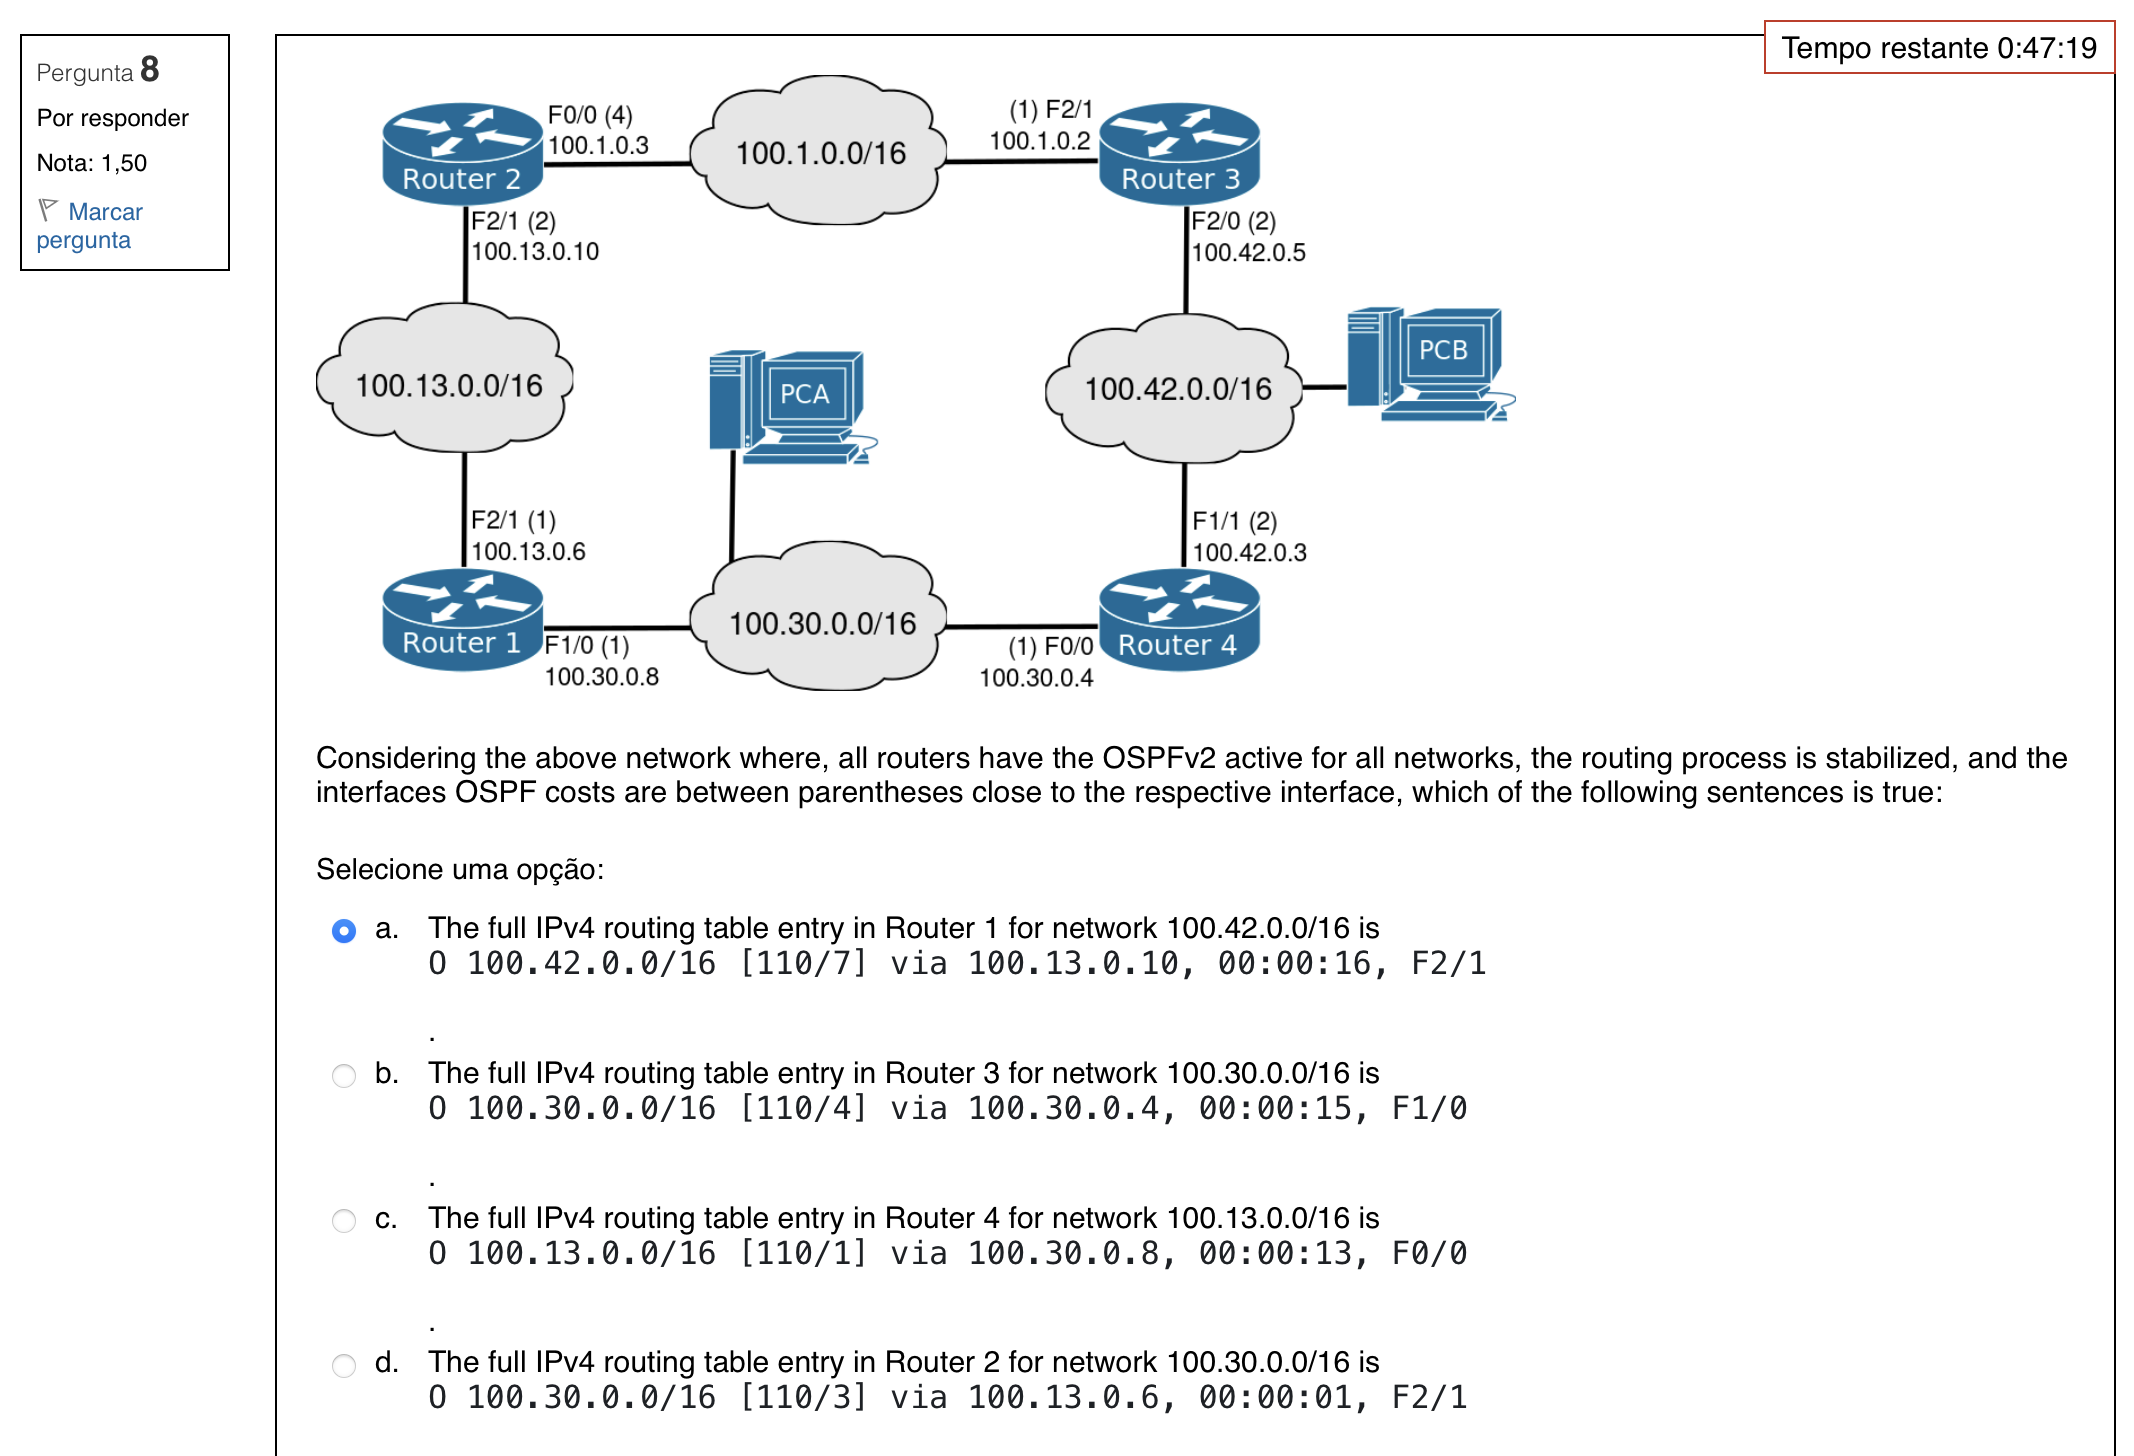 Pergunta 8
Por responder
Nota: 1,50
Marcar
pergunta
Tempo restante 0:47:19
F0/0 (4)
100.1.0.3
100.1.0.0/16
(1) F2/1
100.1.0.2
Router 2
Router 3
F2/1 (2)
100.13.0.10
F2/0 (2)
100.42.0.5
100.13.0.0/16
PCA
100.42.0.0/16
PCB
F2/1 (1)
100.13.0.6
F1/1 (2)
100.42.0.3
Router 1
F1/0 (1)
100.30.0.8
100.30.0.0/16
(1) F0/0
100.30.0.4
Router 4
Considering the above network where, all routers have the OSPFv2 active for all networks, the routing process is stabilized, and the
interfaces OSPF costs are between parentheses close to the respective interface, which of the following sentences is true:
Selecione uma opção:
a. The full IPv4 routing table entry in Router 1 for network 100.42.0.0/16 is
O 100.42.0.0/16 [110/7] via 100.13.0.10, 00:00:16, F2/1
.
b. The full IPv4 routing table entry in Router 3 for network 100.30.0.0/16 is
O 100.30.0.0/16 [110/4] via 100.30.0.4, 00:00:15, F1/0
.
c. The full IPv4 routing table entry in Router 4 for network 100.13.0.0/16 is
O 100.13.0.0/16 [110/1] via 100.30.0.8, 00:00:13, F0/0
.
d. The full IPv4 routing table entry in Router 2 for network 100.30.0.0/16 is
O 100.30.0.0/16 [110/3] via 100.13.0.6, 00:00:01, F2/1